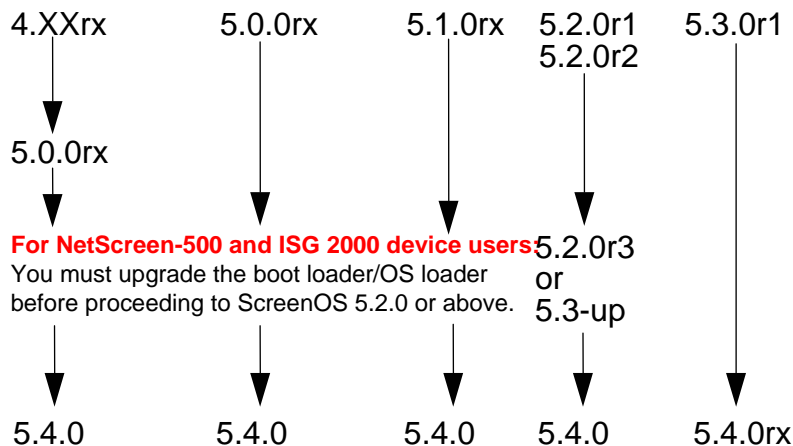 4.XXrx 5.0.0rx 5.1.0rx 5.2.0r1 5.3.0r1
5.2.0r2
5.0.0rx
For NetScreen-500 and ISG 2000 device users: 5.2.0r3
You must upgrade the boot loader/OS loader or
before proceeding to ScreenOS 5.2.0 or above. 5.3-up
5.4.0 5.4.0 5.4.0 5.4.0 5.4.0rx